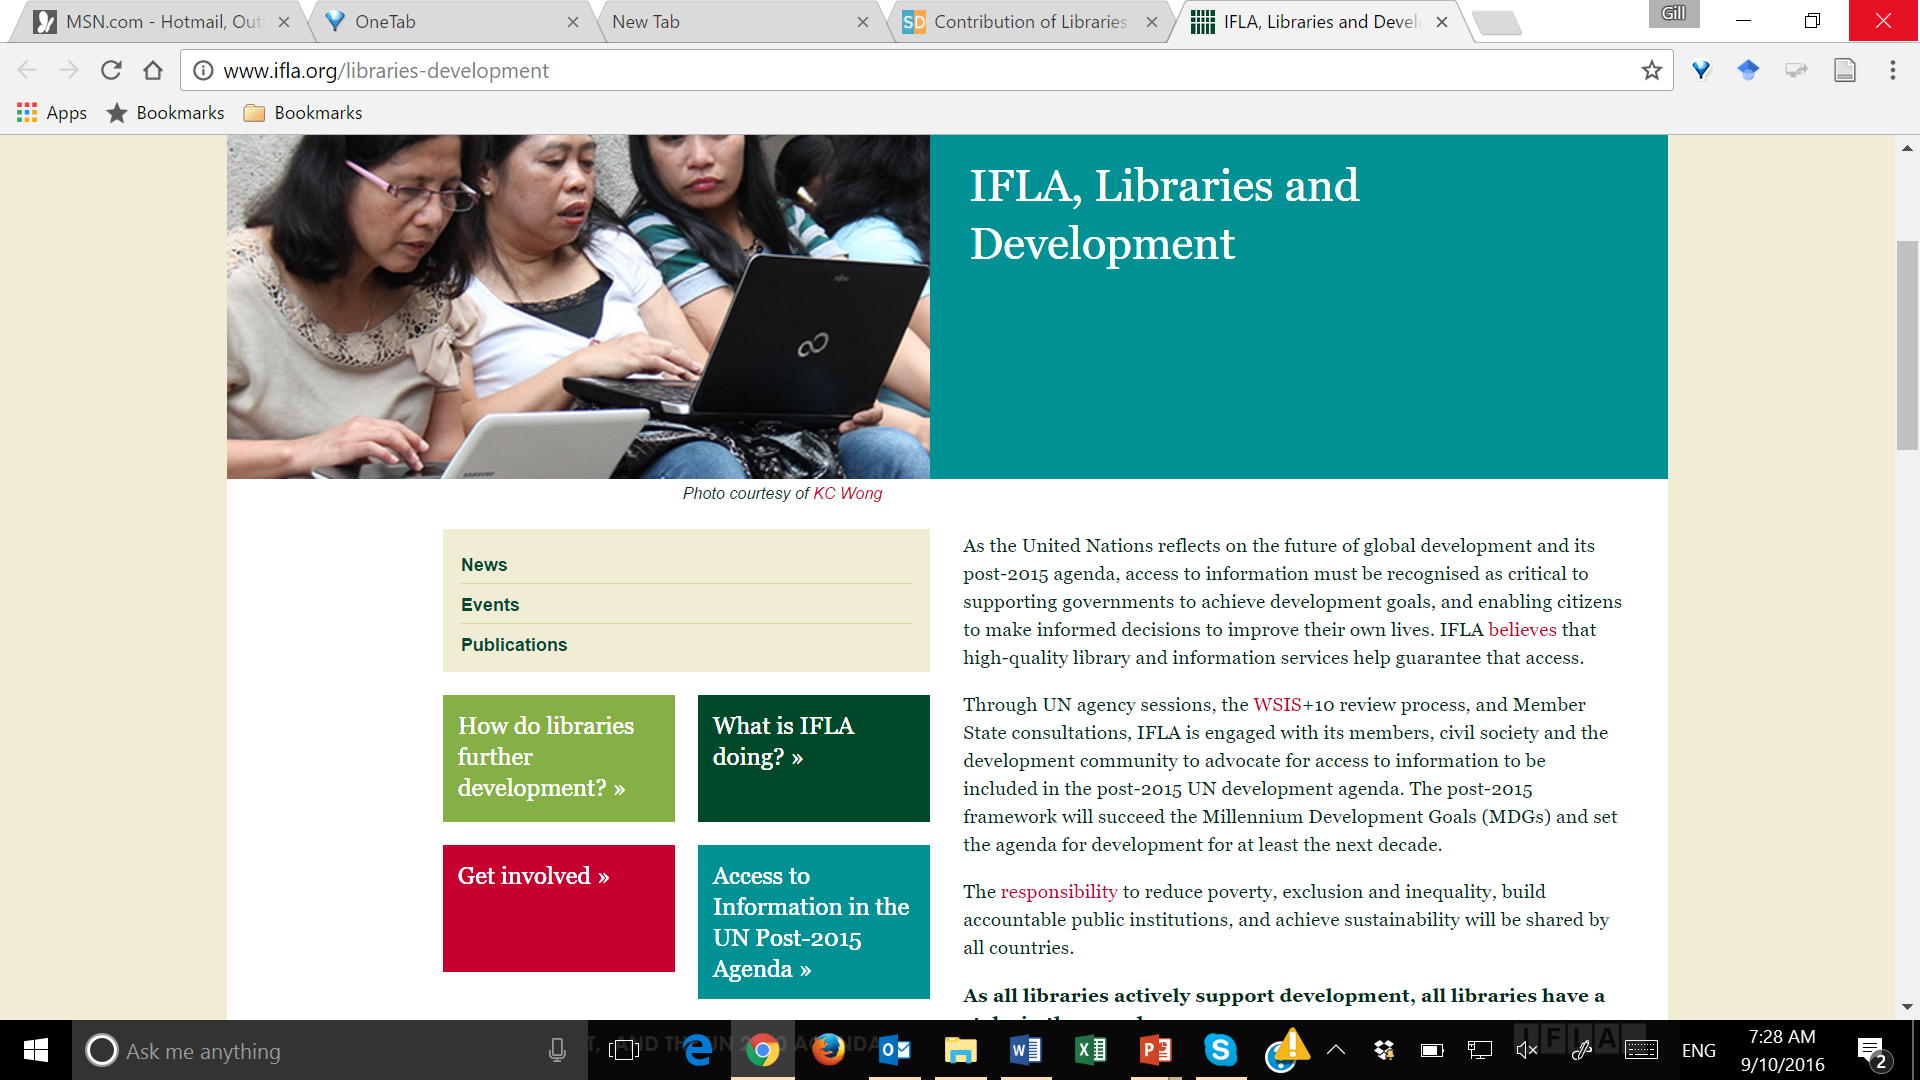 MSN.com - Hotmail, Out
OneTab
New Tab
Contribution of Libraries
IFLA, Libraries and Devel
Gill
www.ifla.org/libraries-development
Apps
Bookmarks
Bookmarks
IFLA, Libraries and
Development
Photo courtesy of KC Wong
News
Events
Publications
How do libraries
further
development? »
What is IFLA
doing? »
Get involved »
Access to
Information in the
UN Post-2015
Agenda »
As the United Nations reflects on the future of global development and its
post-2015 agenda, access to information must be recognised as critical to
supporting governments to achieve development goals, and enabling citizens
to make informed decisions to improve their own lives. IFLA believes that
high-quality library and information services help guarantee that access.
Through UN agency sessions, the WSIS+10 review process, and Member
State consultations, IFLA is engaged with its members, civil society and the
development community to advocate for access to information to be
included in the post-2015 UN development agenda. The post-2015
framework will succeed the Millennium Development Goals (MDGs) and set
the agenda for development for at least the next decade.
The responsibility to reduce poverty, exclusion and inequality, build
accountable public institutions, and achieve sustainability will be shared by
all countries.
As all libraries actively support development, all libraries have a
Ask me anything
IFLA
ENG
7:28 AM
9/10/2016
2